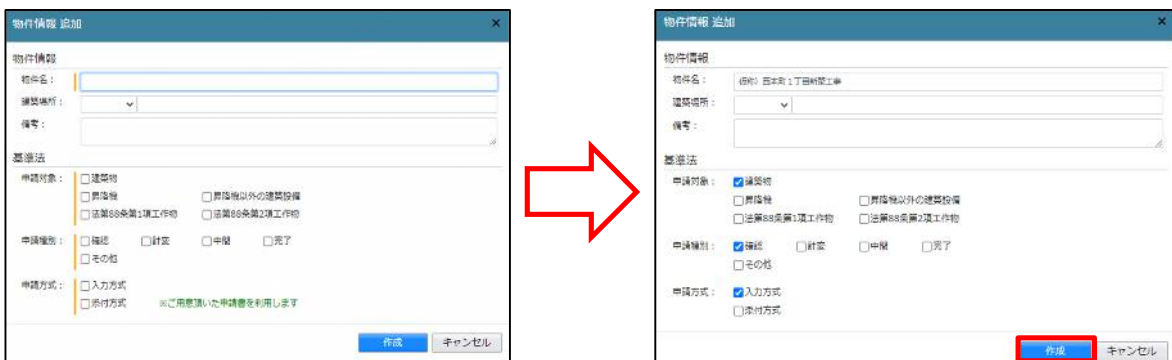 物件情報 追加 ×
物件情報
物件名：
建築場所：
備考：
基準法
申請対象： 建築物
昇降機 昇降機以外の建築設備
法第88条第1項工作物 法第88条第2項工作物
申請種別： 確認 計変 中間 完了
その他
申請方式： 入力方式
添付方式 ※ご用意頂いた申請書を利用します
作成 キャンセル
物件情報 追加 ×
物件情報
物件名： (仮称) 西本町１丁目新築工事
建築場所：
備考：
基準法
申請対象： 建築物
昇降機 昇降機以外の建築設備
法第88条第1項工作物 法第88条第2項工作物
申請種別： 確認 計変 中間 完了
その他
申請方式： 入力方式
添付方式
作成 キャンセル